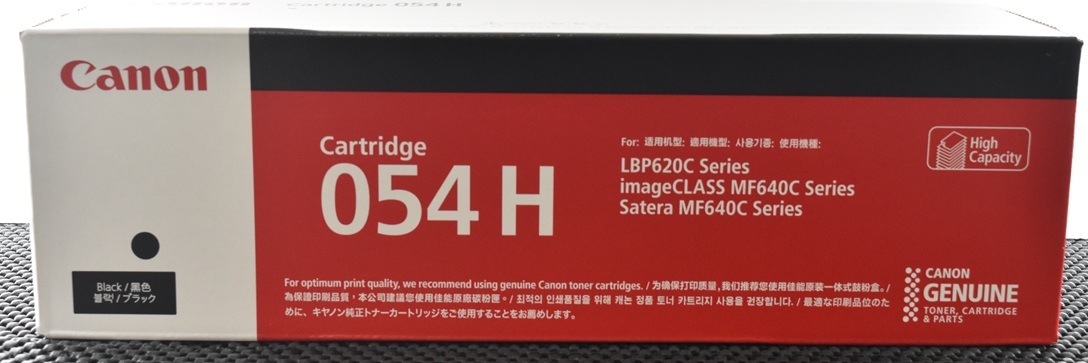 Cartridge 054 H
Canon
Cartridge
054 H
For: 适用机型: 適用機型: 사용기종: 使用機種:
LBP620C Series
imageCLASS MF640C Series
Satera MF640C Series
High
Capacity
Black / 黑色
블랙 / ブラック
For optimum print quality, we recommend using genuine Canon toner cartridges. / 为确保打印质量,我们推荐您使用佳能原装一体式鼓粉盒。/
為保證印刷品質,本公司建議您使用佳能原廠碳粉匣。/ 최적의 인쇄품질을 위해 캐논 정품 토너 카트리지 사용을 권장합니다. / 最適な印刷品位のた
めに、キヤノン純正トナーカートリッジをご使用することをお薦めします。
CANON
GENUINE
TONER, CARTRIDGE
& PARTS